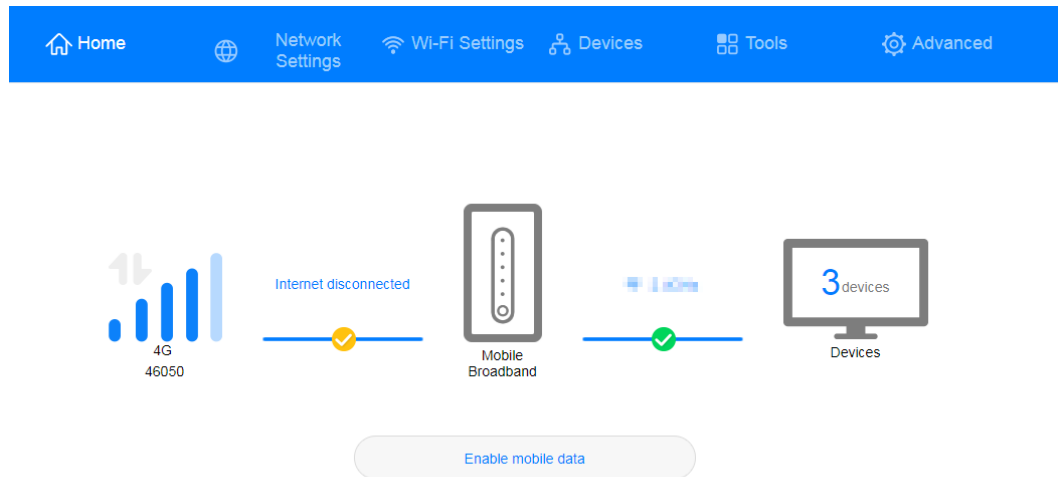 Home
Network
Settings
Wi-Fi Settings
Devices
Tools
Advanced
Internet disconnected
3 devices
4G
46050
Mobile
Broadband
Devices
Enable mobile data